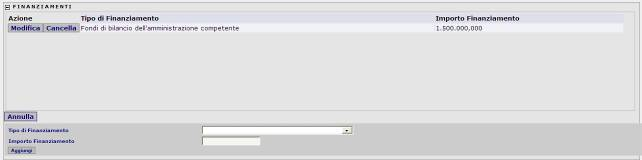 FINANZIAMENTI
Azione Tipo di Finanziamento Importo Finanziamento
Modifica Cancella Fondi di bilancio dell'amministrazione competente 1.500.000,000
Annulla
Tipo di Finanziamento
Importo Finanziamento
Aggiungi